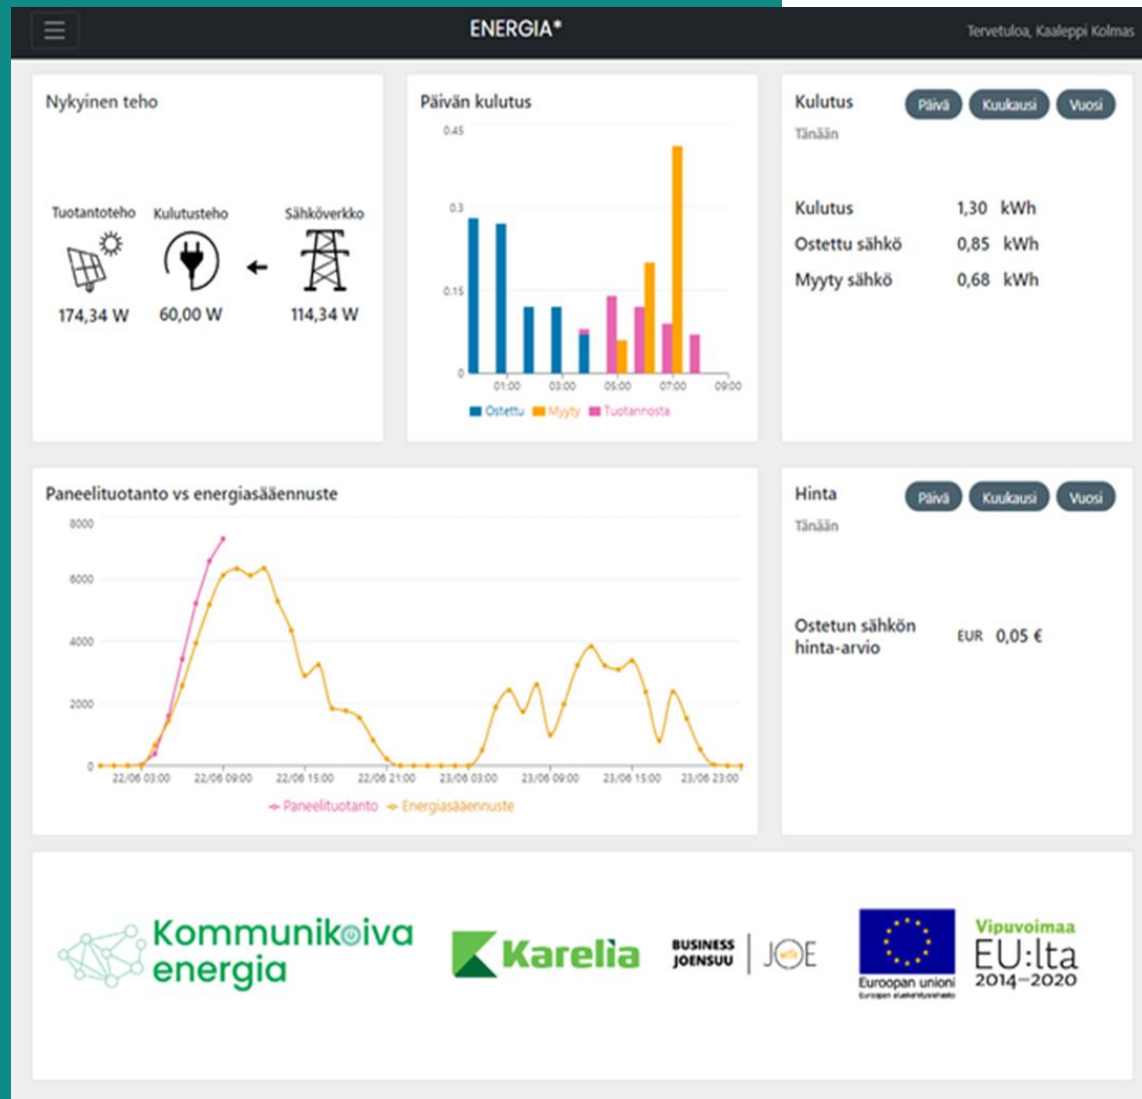 ENERGIA*
Tervetuloa, Kaaleppi Kolmas
Nykyinen teho
Tuotantoteho
Kulutusteho
Sähköverkko
174,34 W
60,00 W
114,34 W
Päivän kulutus
0.45
0.3
0.15
0
01:00 03:00 05:00 07:00 09:00
Ostettu Myyty Tuotannosta
Kulutus
Päivä Kuukausi Vuosi
Tänään
Kulutus 1,30 kWh
Ostettu sähkö 0,85 kWh
Myyty sähkö 0,68 kWh
Paneelituotanto vs energiasääennuste
8000
6000
4000
2000
0
22/06 03:00 22/06 09:00 22/06 15:00 22/06 21:00 23/06 03:00 23/06 09:00 23/06 15:00 23/06 23:00
Paneelituotanto Energiasääennuste
Hinta
Päivä Kuukausi Vuosi
Tänään
Ostetun sähkön
hinta-arvio
EUR 0,05 €
Kommunikoiva
energia
Karelia
BUSINESS
JOENSUU
JOE
Euroopan unioni
Euroopan aluekehitysrahasto
Vipuvoimaa
EU:lta
2014–2020